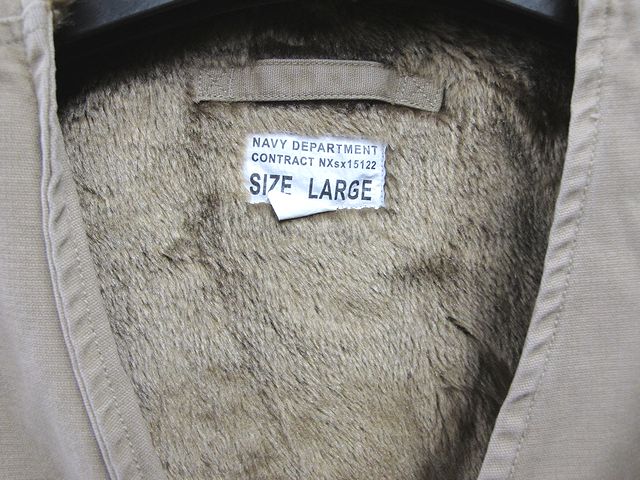 NAVY DEPARTMENT
CONTRACT NXsx15122
SIZE LARGE